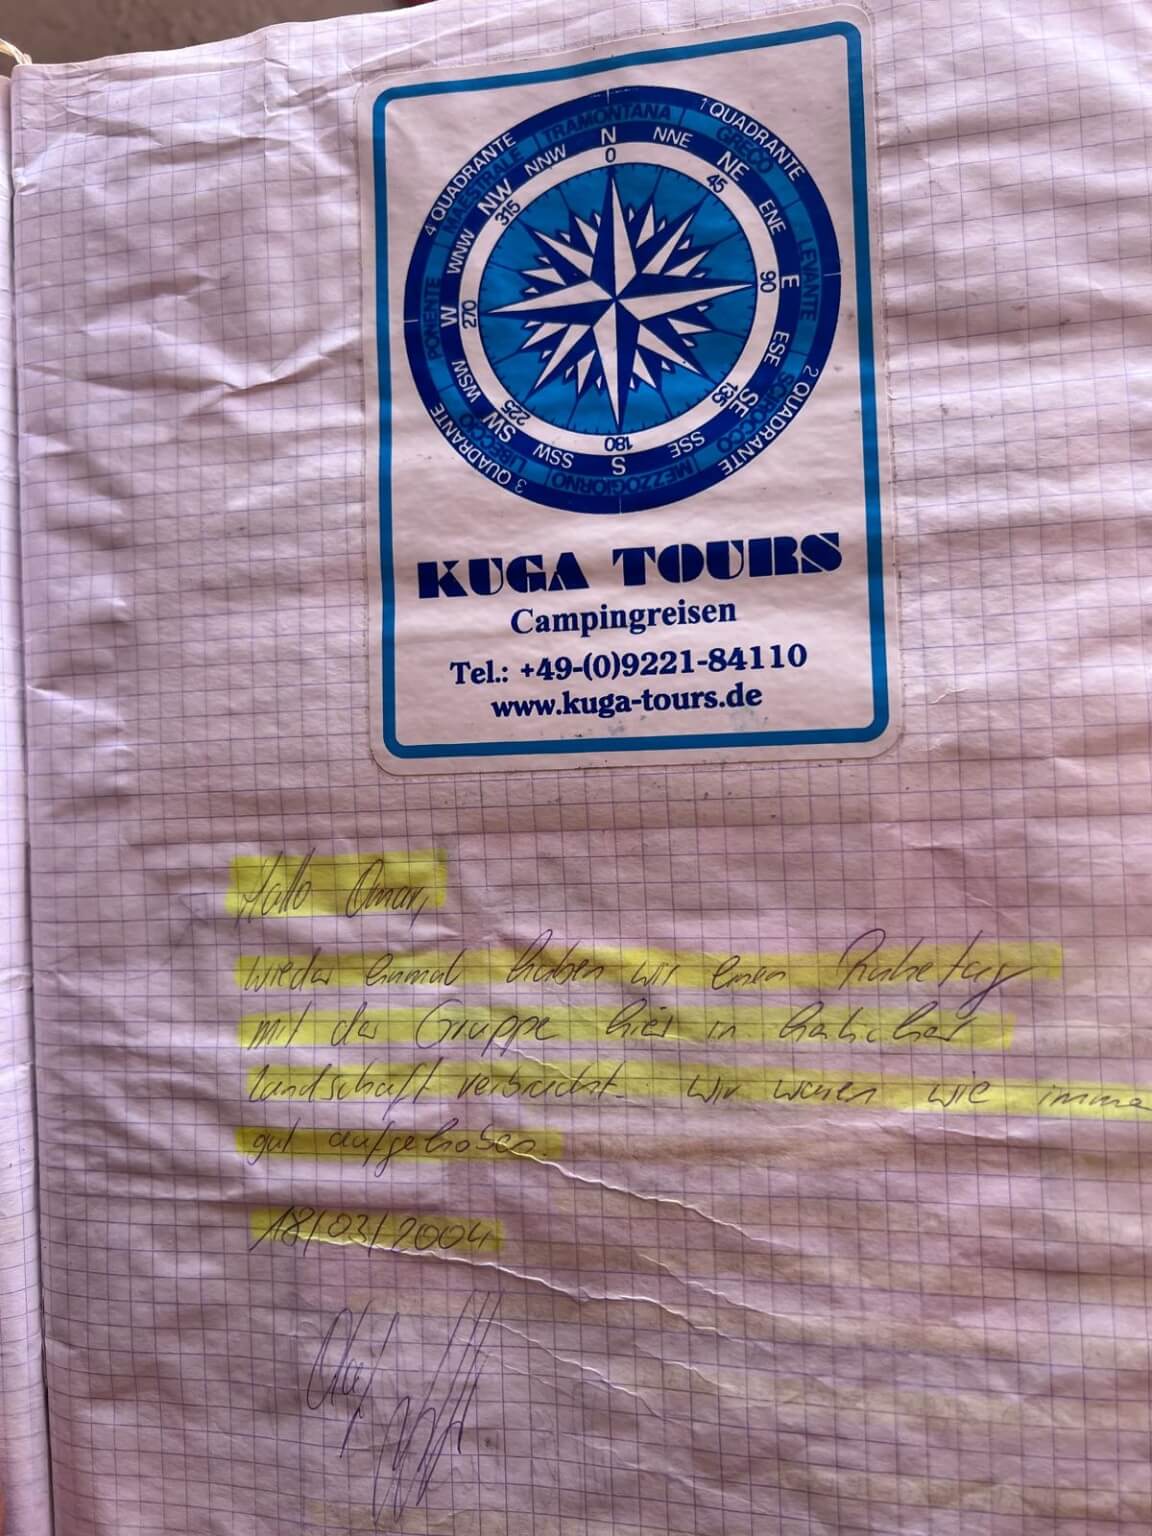 TRAMONTANA
1 QUADRANTE
GRECO
LEVANTE
2 QUADRANTE
SCIROCCO
MEZZOGIORNO
3 QUADRANTE
LIBECCIO
PONENTE
4 QUADRANTE
MAESTRALE
N NNE NE ENE E ESE SE SSE S SSW SW WSW W WNW NW NNW
0 45 90 135 180 225 270 315
KUGA TOURS
Campingreisen
Tel.: +49-(0)9221-84110
www.kuga-tours.de
Hallo Omar,
wieder einmal haben wir einen Ruhetag
mit der Gruppe hier in
Landschaft verbracht. Wir waren wie imme
gut aufgehoben.
18/03/2004